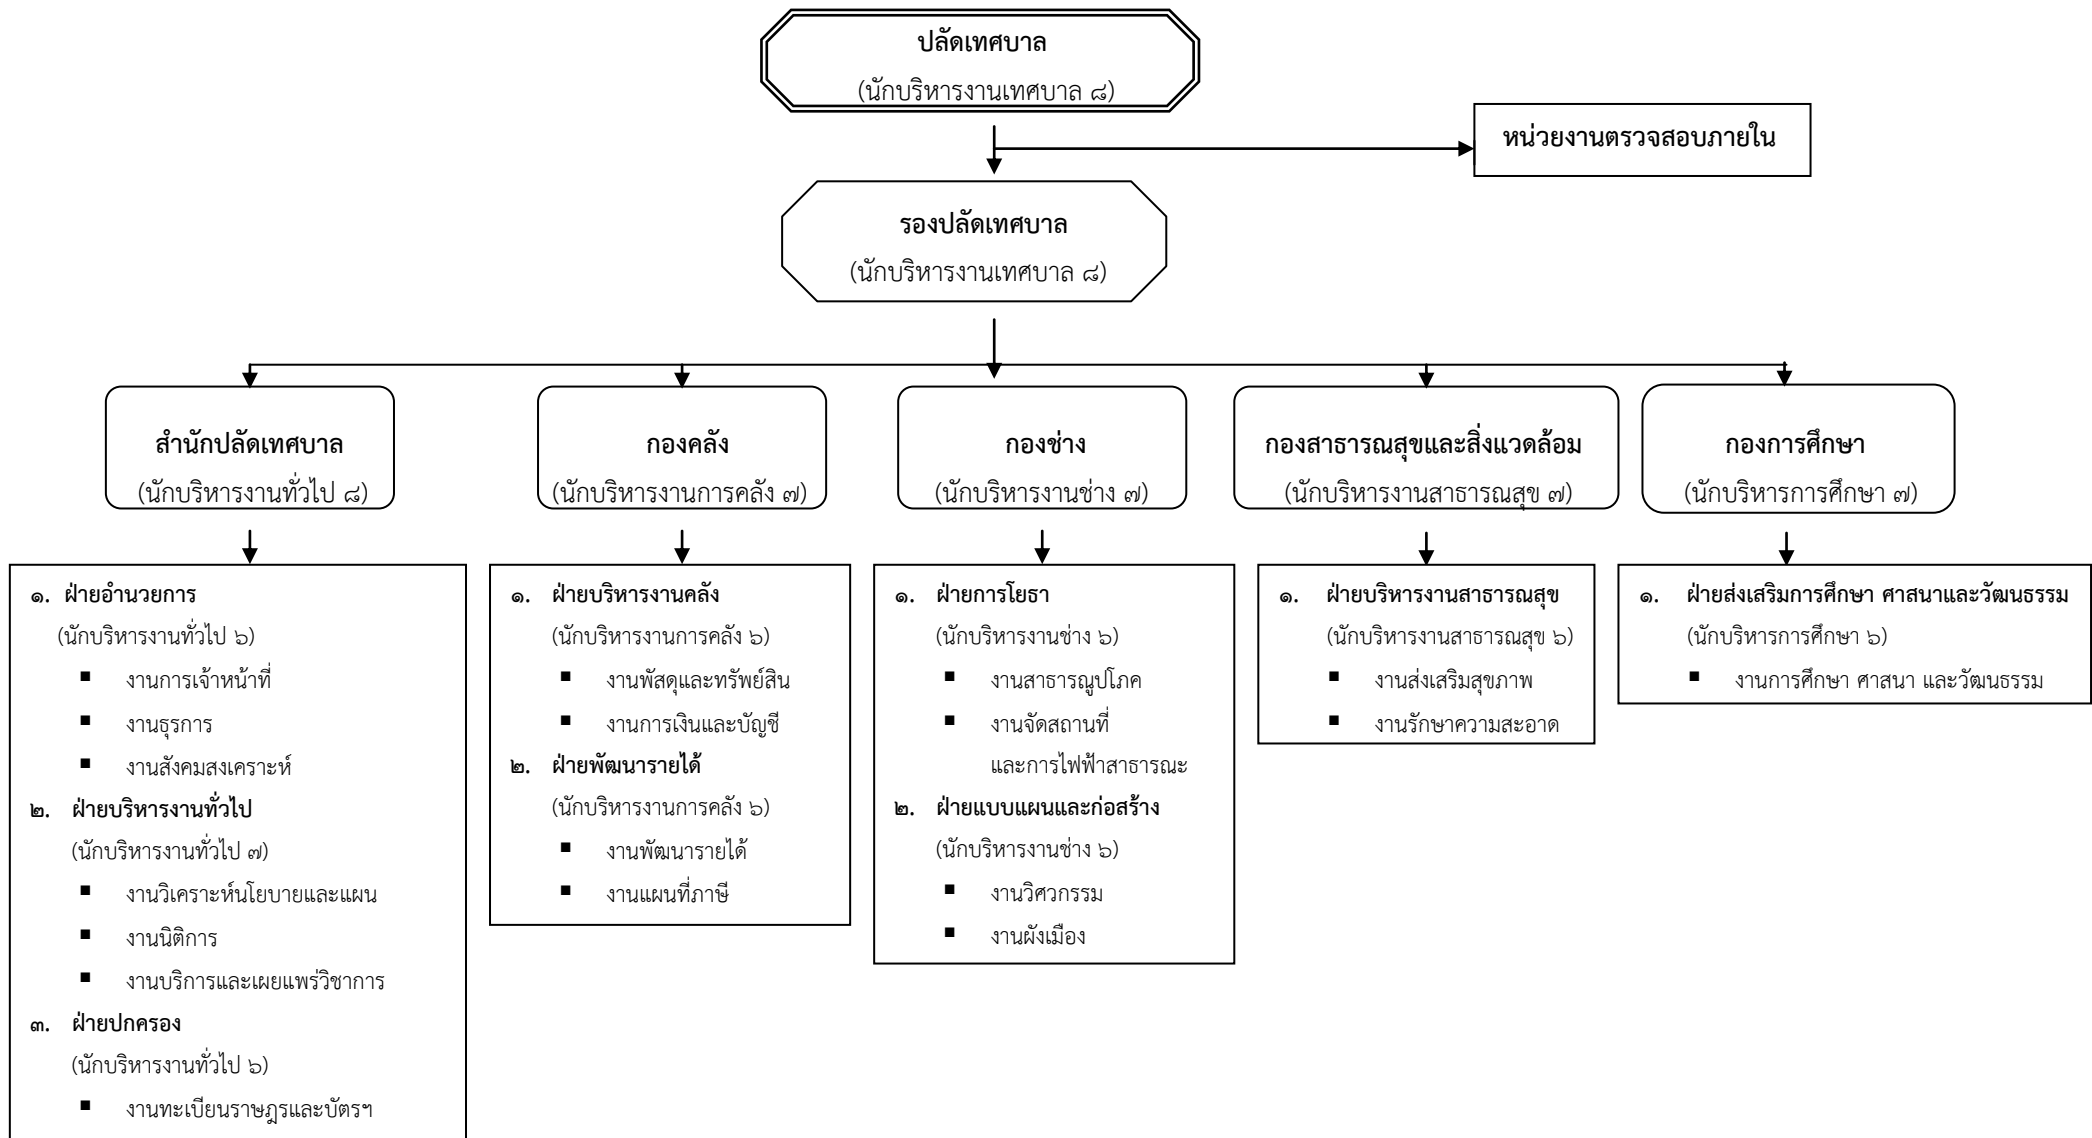 ปลัดเทศบาล
(นักบริหารงานเทศบาล ๘)
หน่วยงานตรวจสอบภายใน
รองปลัดเทศบาล
(นักบริหารงานเทศบาล ๘)
สำนักปลัดเทศบาล
(นักบริหารงานทั่วไป ๘)
กองคลัง
(นักบริหารงานการคลัง ๗)
กองช่าง
(นักบริหารงานช่าง ๗)
กองสาธารณสุขและสิ่งแวดล้อม
(นักบริหารงานสาธารณสุข ๗)
กองการศึกษา
(นักบริหารการศึกษา ๗)
๑. ฝ่ายอำนวยการ
(นักบริหารงานทั่วไป ๖)
▪ งานการเจ้าหน้าที่
▪ งานธุรการ
▪ งานสังคมสงเคราะห์
๒. ฝ่ายบริหารงานทั่วไป
(นักบริหารงานทั่วไป ๗)
▪ งานวิเคราะห์นโยบายและแผน
▪ งานนิติการ
▪ งานบริการและเผยแพร่วิชาการ
๓. ฝ่ายปกครอง
(นักบริหารงานทั่วไป ๖)
▪ งานทะเบียนราษฎรและบัตรฯ
๑. ฝ่ายบริหารงานคลัง
(นักบริหารงานการคลัง ๖)
▪ งานพัสดุและทรัพย์สิน
▪ งานการเงินและบัญชี
๒. ฝ่ายพัฒนารายได้
(นักบริหารงานการคลัง ๖)
▪ งานพัฒนารายได้
▪ งานแผนที่ภาษี
๑. ฝ่ายการโยธา
(นักบริหารงานช่าง ๖)
▪ งานสาธารณูปโภค
▪ งานจัดสถานที่
และการไฟฟ้าสาธารณะ
๒. ฝ่ายแบบแผนและก่อสร้าง
(นักบริหารงานช่าง ๖)
▪ งานวิศวกรรม
▪ งานผังเมือง
๑. ฝ่ายบริหารงานสาธารณสุข
(นักบริหารงานสาธารณสุข ๖)
▪ งานส่งเสริมสุขภาพ
▪ งานรักษาความสะอาด
๑. ฝ่ายส่งเสริมการศึกษา ศาสนาและวัฒนธรรม
(นักบริหารการศึกษา ๖)
▪ งานการศึกษา ศาสนา และวัฒนธรรม